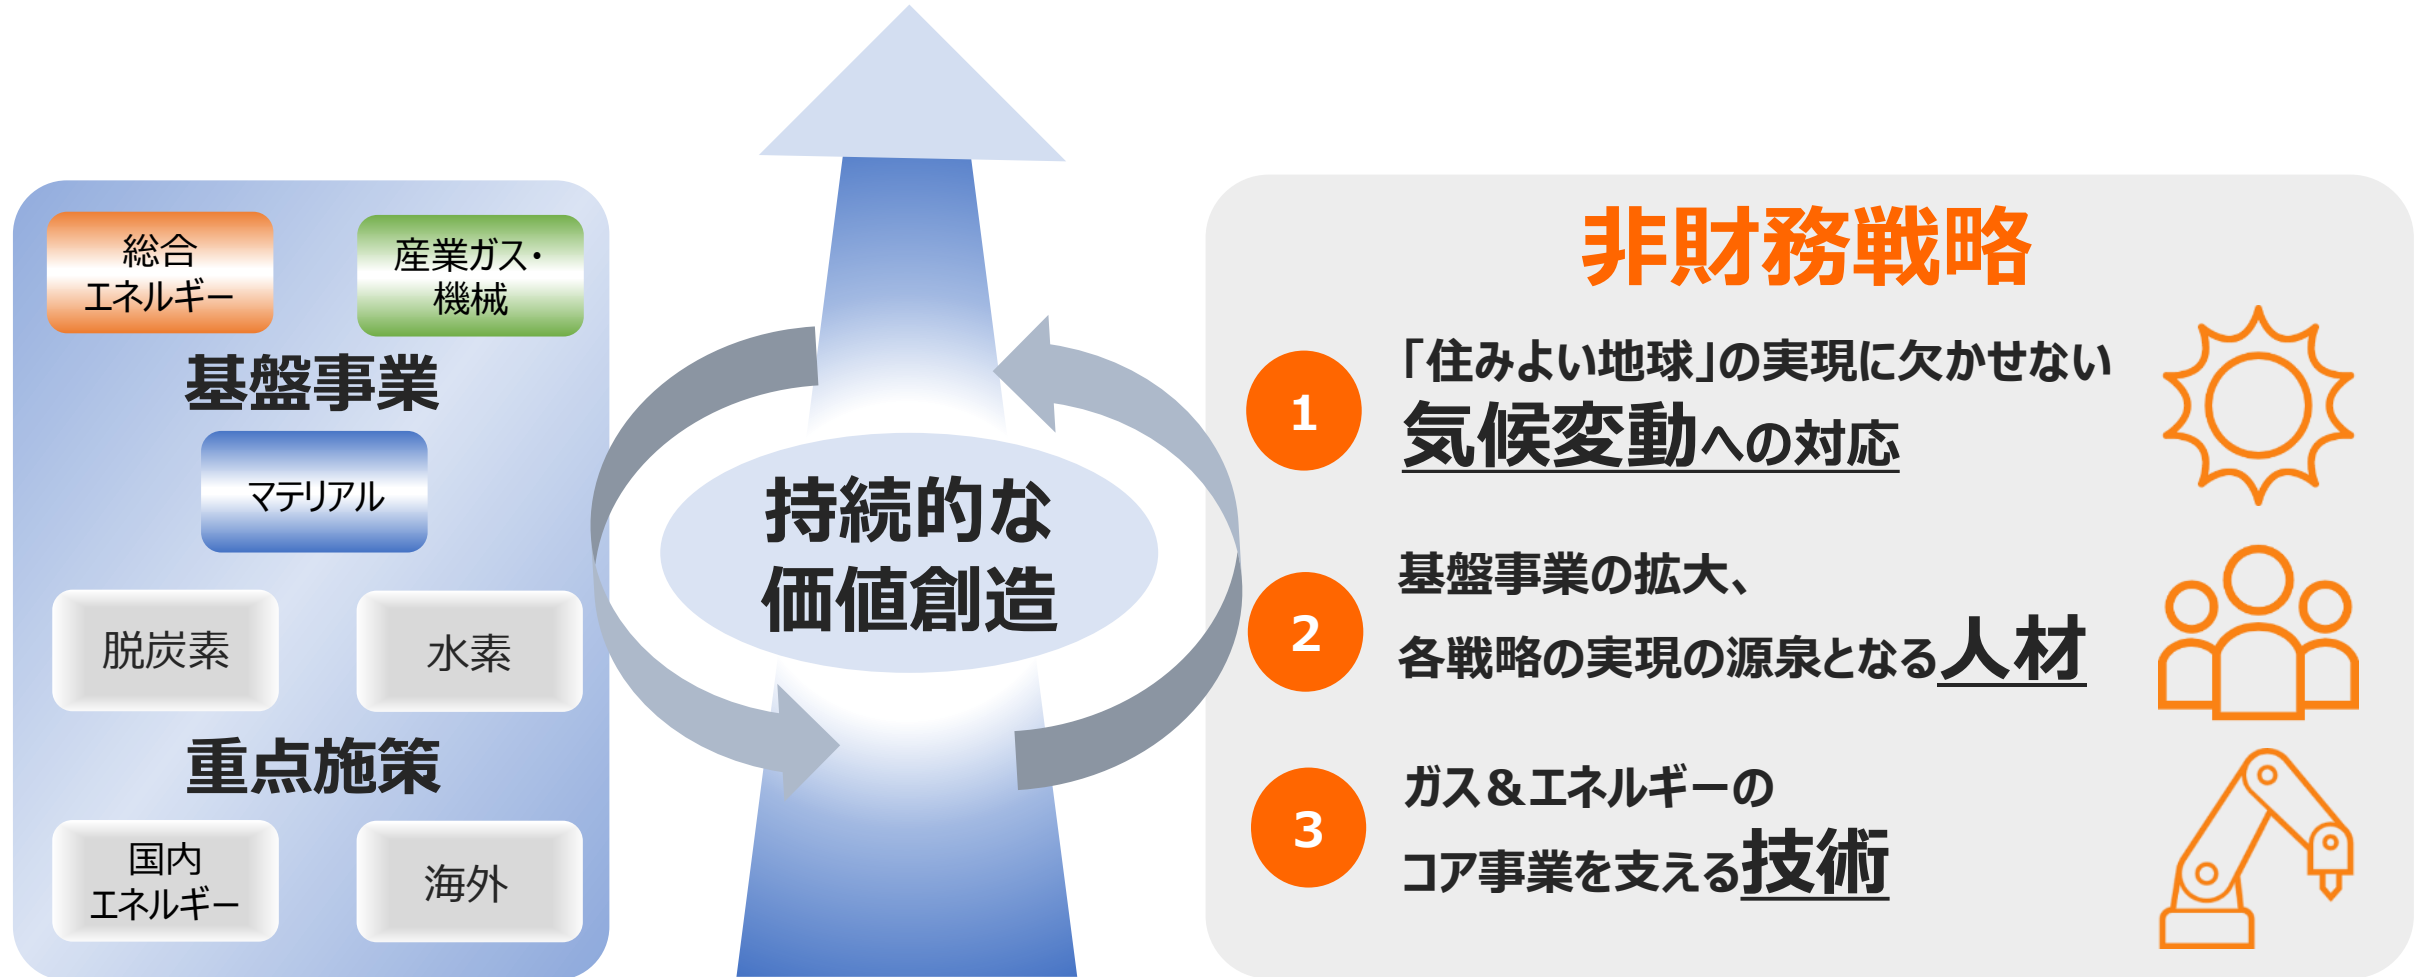 総合
エネルギー
産業ガス・
機械
基盤事業
マテリアル
脱炭素
水素
重点施策
国内
エネルギー
海外
持続的な
価値創造
非財務戦略
1
「住みよい地球」の実現に欠かせない
気候変動への対応
2
基盤事業の拡大、
各戦略の実現の源泉となる人材
3
ガス＆エネルギーの
コア事業を支える技術